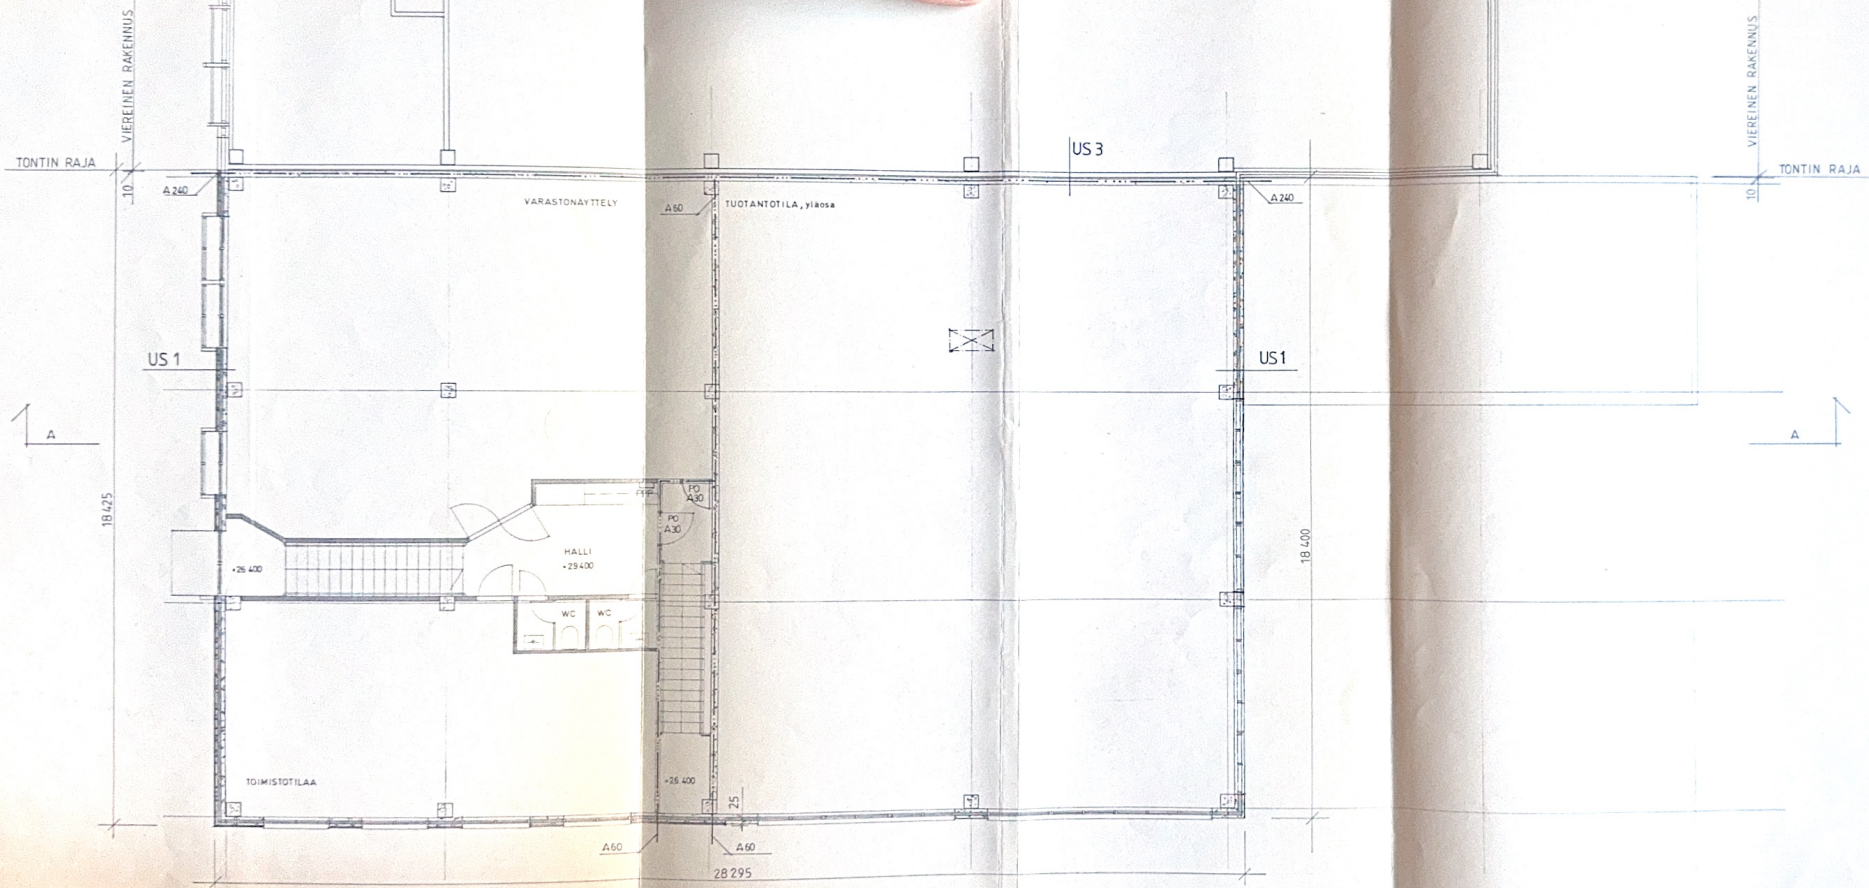 VIEREINEN RAKENNUS
VIEREINEN RAKENNUS
US 3
TONTIN RAJA
TONTIN RAJA
10
A 240
VARASTONÄYTTELY
A 60
TUOTANTOTILA, yläosa
A 240
10
US 1
US 1
A
A
18 425
PPP
PO
A30
PO
A30
HALLI
+29 400
+26 400
18 400
WC
WC
TOIMISTOTILAA
+26 400
25
A 60
A 60
28 295